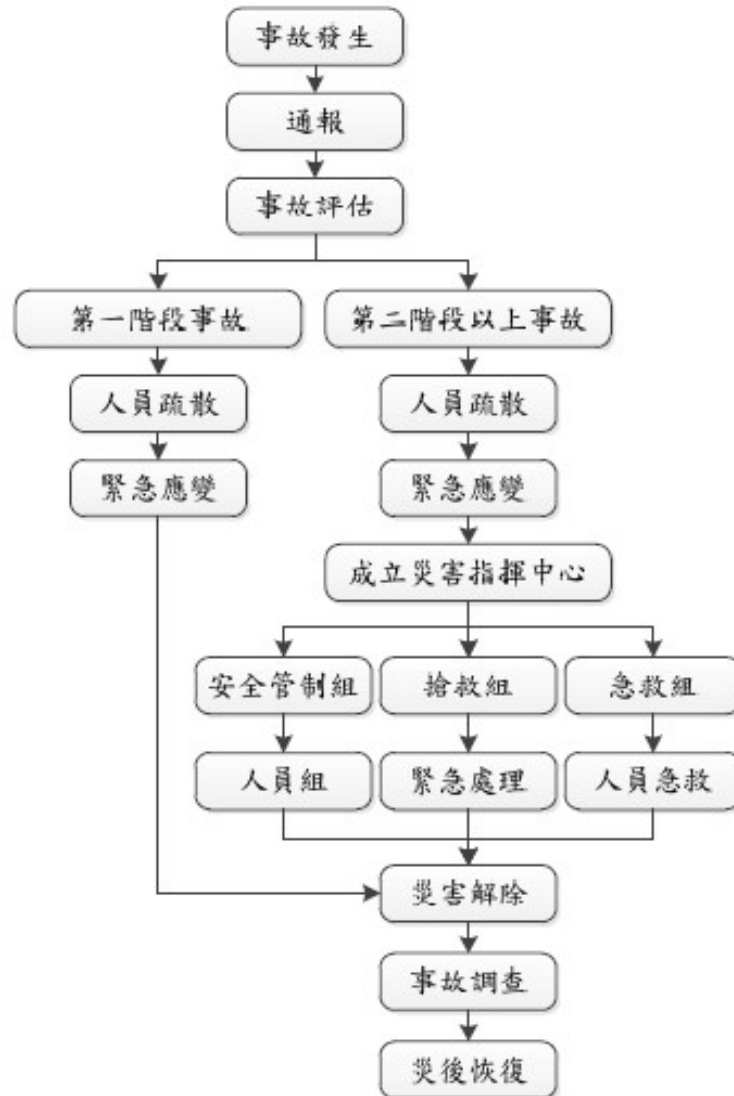 事故發生
通報
事故評估
第一階段事故
第二階段以上事故
人員疏散
人員疏散
緊急應變
緊急應變
成立災害指揮中心
安全管制組
搶救組
急救組
人員組
緊急處理
人員急救
災害解除
事故調查
災後恢復